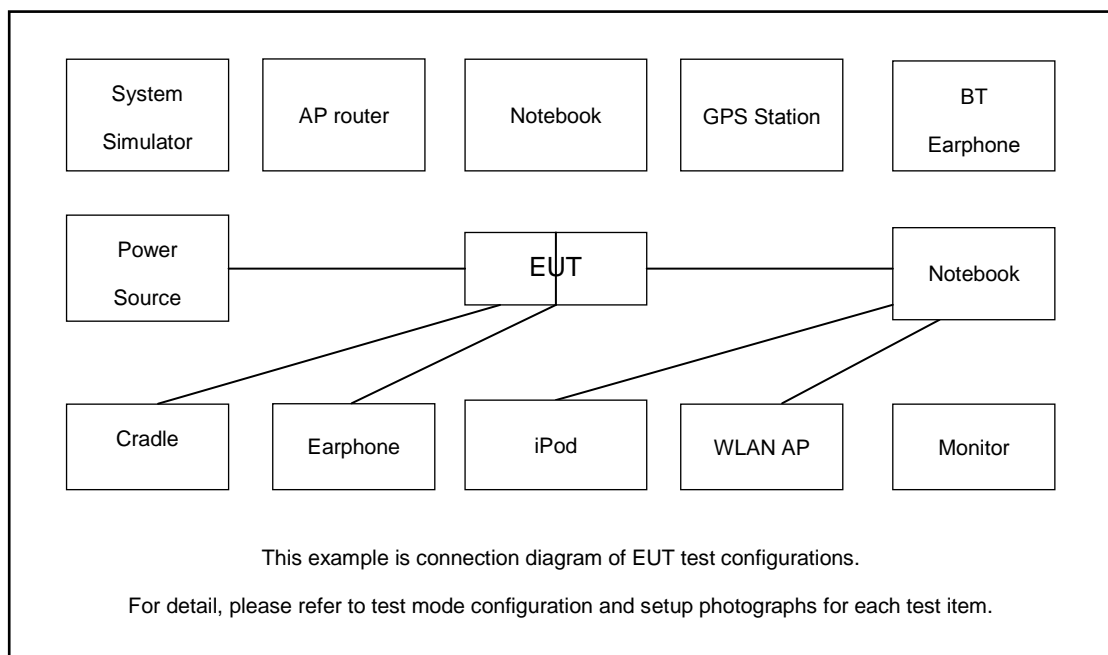 System
Simulator
AP router
Notebook
GPS Station
BT
Earphone
Power
Source
EUT
Notebook
Cradle
Earphone
iPod
WLAN AP
Monitor
This example is connection diagram of EUT test configurations.
For detail, please refer to test mode configuration and setup photographs for each test item.